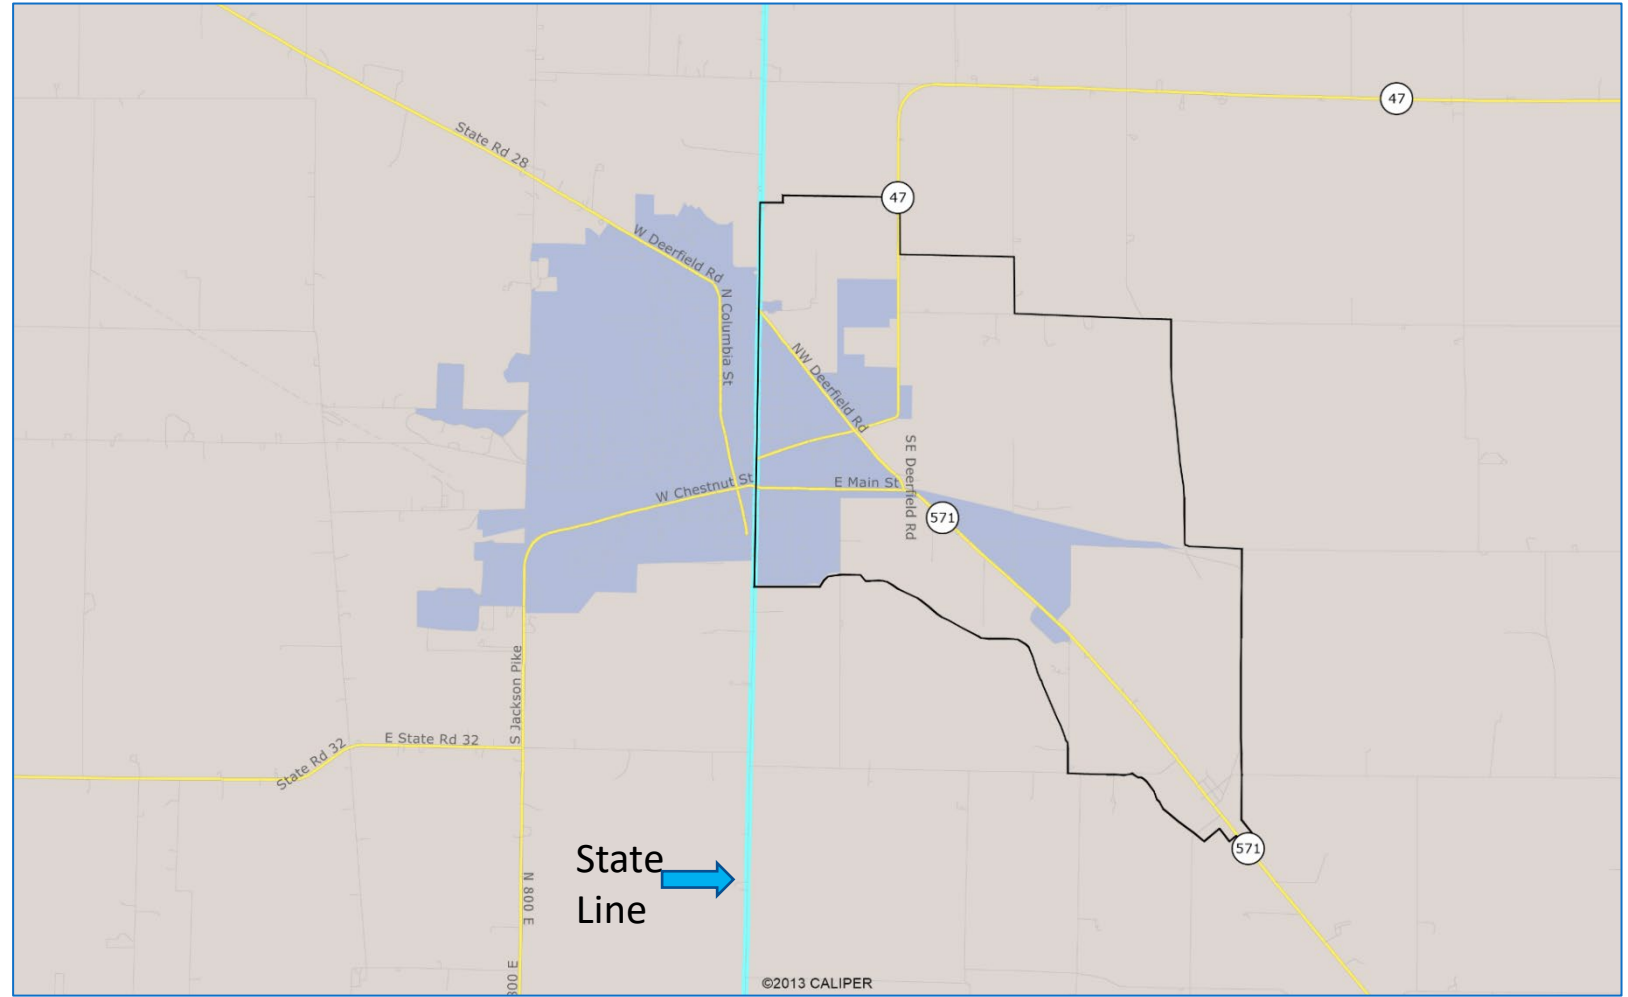 47
State Rd 28
47
W Deerfield Rd
N Columbia St
NW Deerfield Rd
SE Deerfield Rd
W Chestnut St
E Main St
571
S Jackson Pike
E State Rd 32
State Rd 32
571
State
Line
N 800 E
800 E
©2013 CALIPER